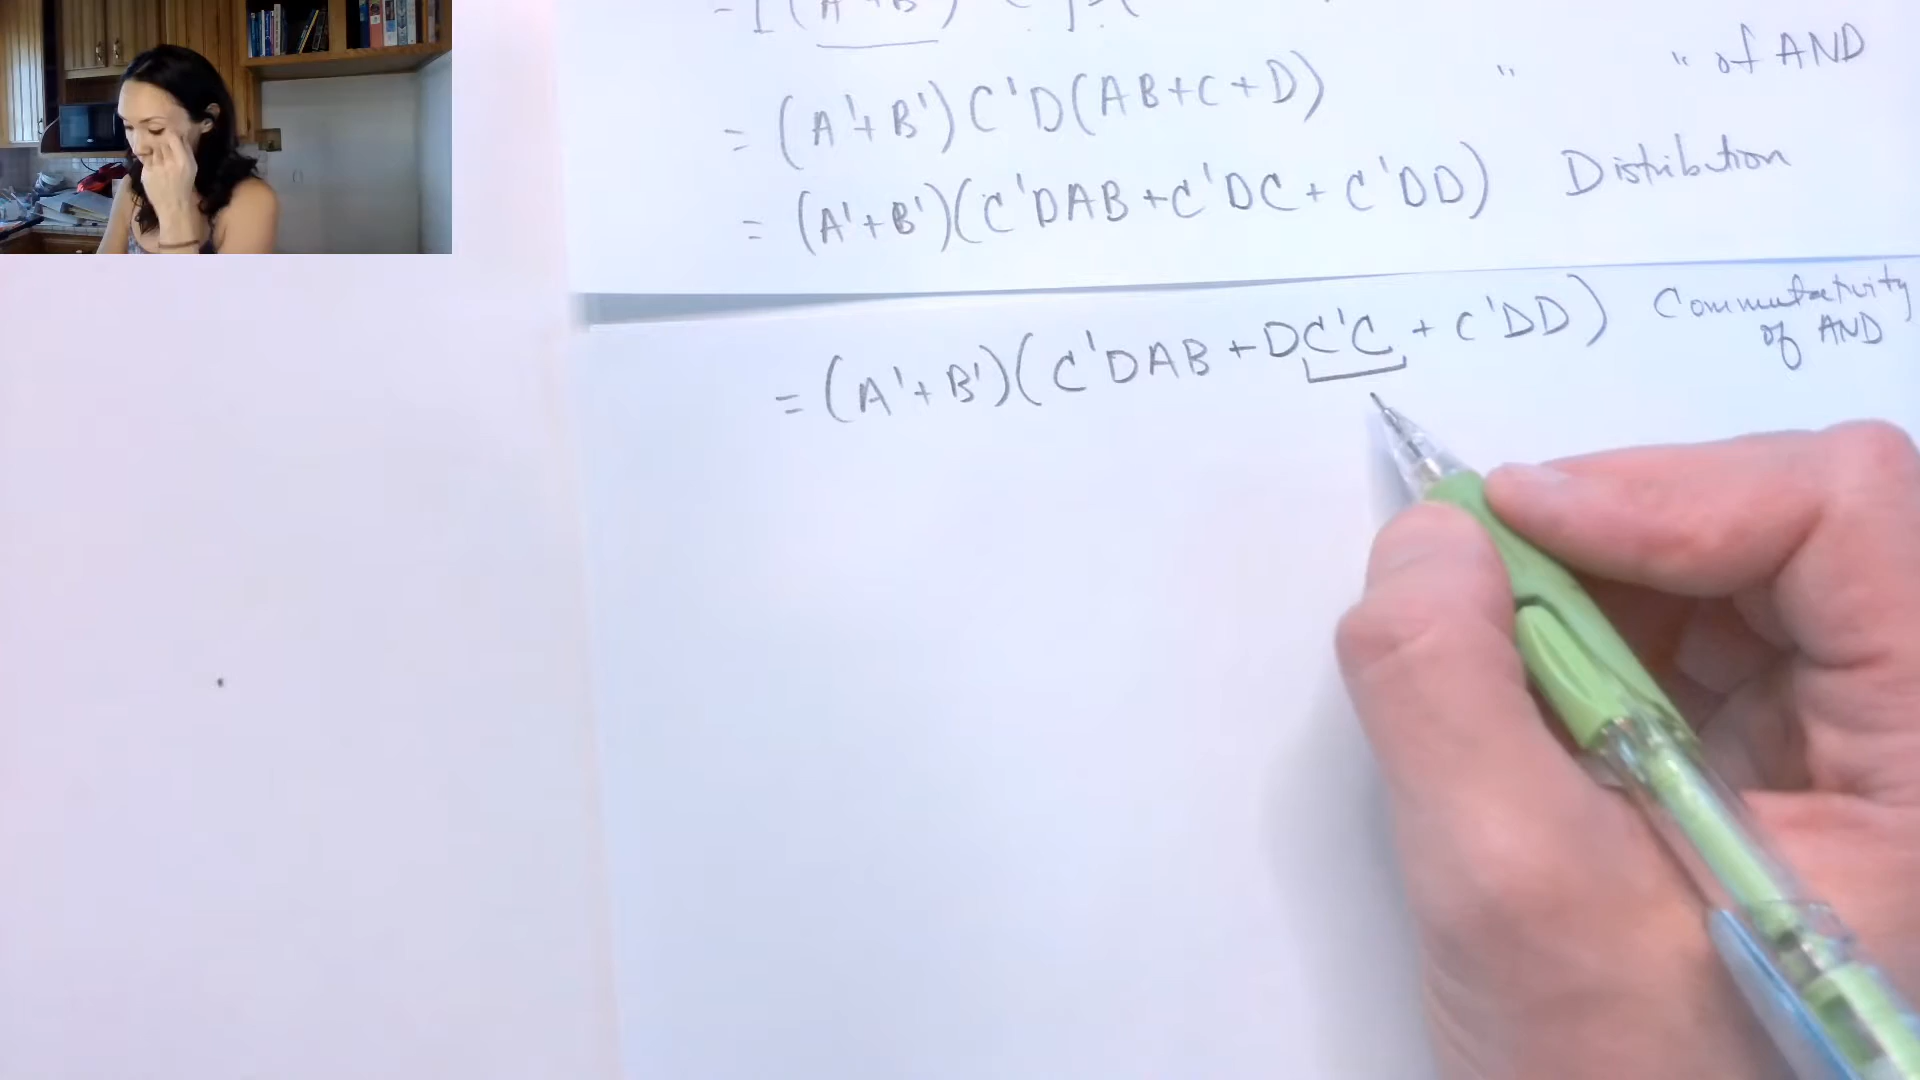 = (A'+B')C'D(AB+C+D) " " of AND
= (A'+B')(C'DAB+C'DC+C'DD) Distribution
= (A'+B')(C'DAB+DC'C+C'DD) Commutativity
of AND